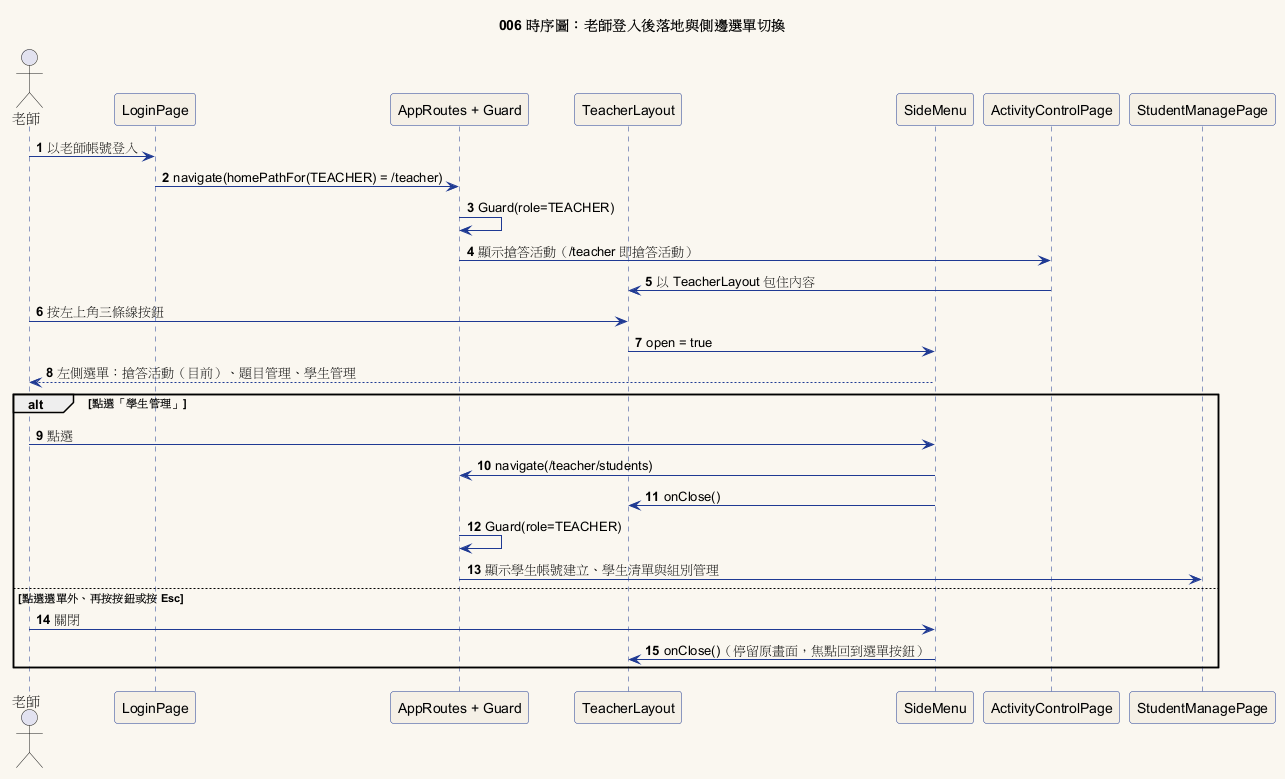 006 時序圖：老師登入後落地與側邊選單切換
老師
LoginPage
AppRoutes + Guard
TeacherLayout
SideMenu
ActivityControlPage
StudentManagePage
1 以老師帳號登入
2 navigate(homePathFor(TEACHER) = /teacher)
3 Guard(role=TEACHER)
4 顯示搶答活動（/teacher 即搶答活動）
5 以 TeacherLayout 包住內容
6 按左上角三條線按鈕
7 open = true
8 左側選單：搶答活動（目前）、題目管理、學生管理
alt [點選「學生管理」]
9 點選
10 navigate(/teacher/students)
11 onClose()
12 Guard(role=TEACHER)
13 顯示學生帳號建立、學生清單與組別管理
[點選選單外、再按按鈕或按 Esc]
14 關閉
15 onClose()（停留原畫面，焦點回到選單按鈕）
老師
LoginPage
AppRoutes + Guard
TeacherLayout
SideMenu
ActivityControlPage
StudentManagePage